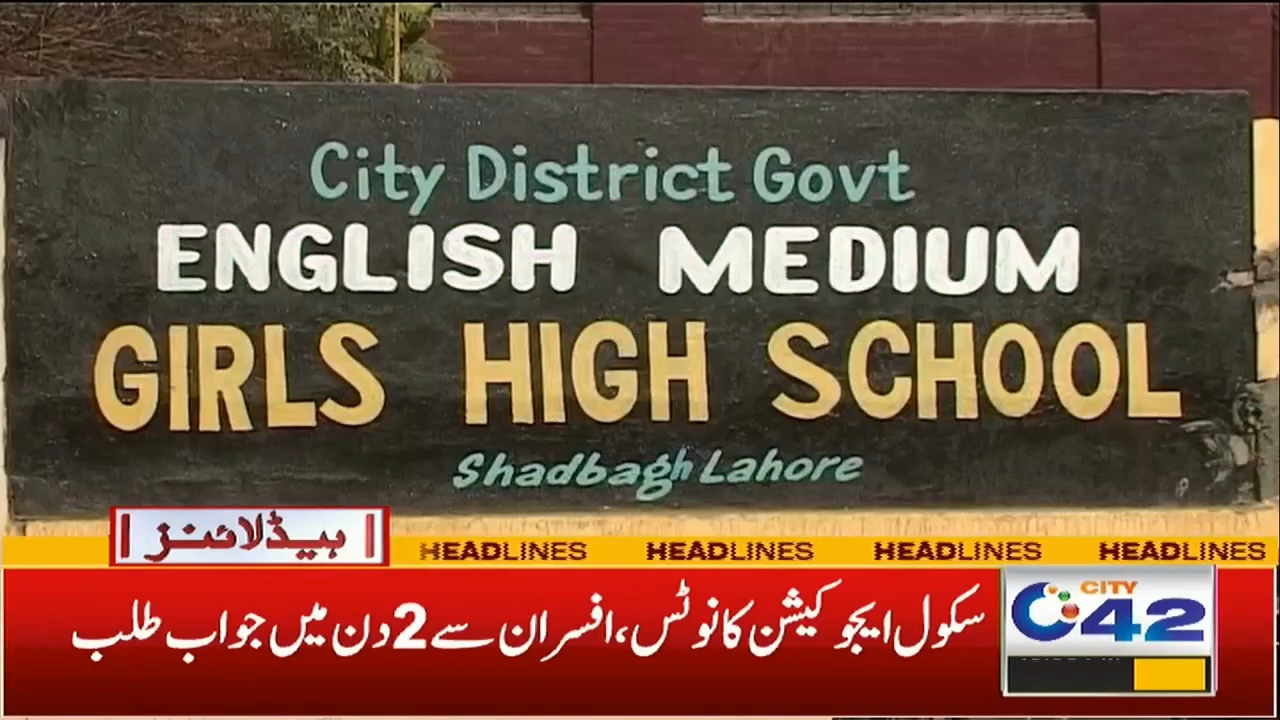 City District Govt
ENGLISH MEDIUM
GIRLS HIGH SCHOOL
Shadbagh Lahore
ہیڈلائنز
HEADLINES HEADLINES HEADLINES HEADLINES
سکول ایجوکیشن کا نوٹس، افسران سے 2 دن میں جواب طلب
CITY
42